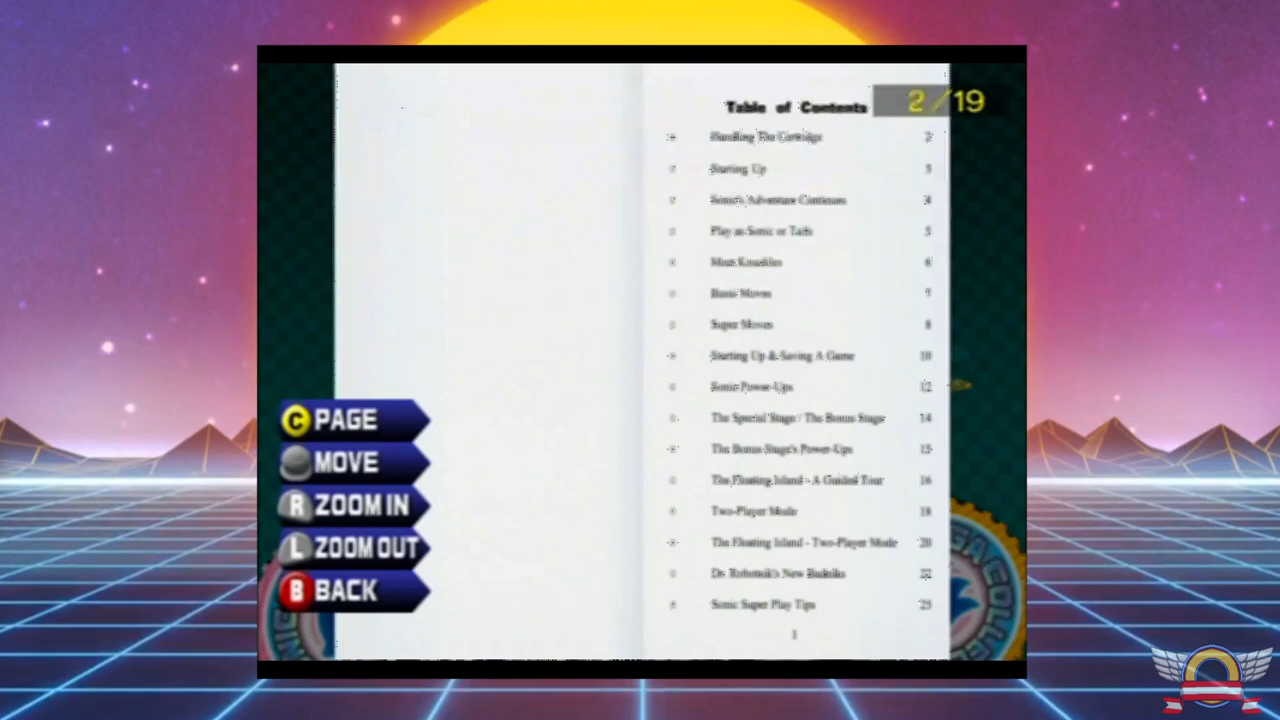 Table of Contents
2/19
Handling The Cartridge 2
Starting Up 3
Sonic's Adventure Continues 4
Play as Sonic or Tails 5
Meet Knuckles 6
Basic Moves 7
Super Moves 8
Starting Up & Saving A Game 10
Sonic Power-Ups 12
The Special Stage / The Bonus Stage 14
The Bonus Stage's Power-Ups 15
The Floating Island - A Guided Tour 16
Two-Player Mode 18
The Floating Island - Two-Player Mode 20
Dr. Robotnik's New Badniks 22
Sonic Super Play Tips 23
1
C PAGE
MOVE
R ZOOM IN
L ZOOM OUT
B BACK